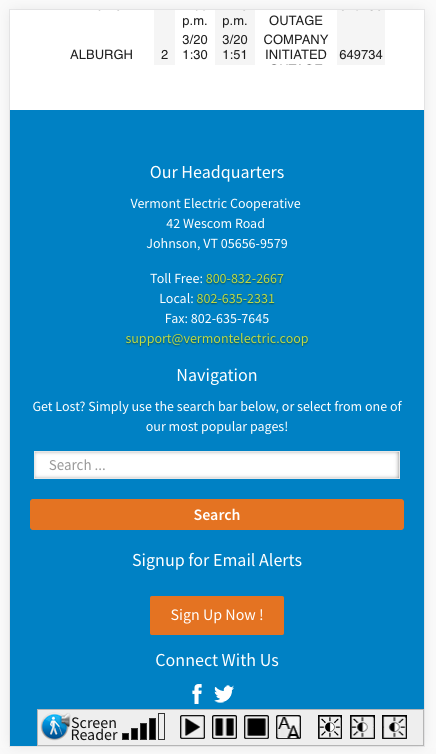 p.m. p.m. OUTAGE
3/20 3/20 COMPANY
ALBURGH 2 1:30 1:51 INITIATED 649734
Our Headquarters
Vermont Electric Cooperative
42 Wescom Road
Johnson, VT 05656-9579
Toll Free: 800-832-2667
Local: 802-635-2331
Fax: 802-635-7645
support@vermontelectric.coop
Navigation
Get Lost? Simply use the search bar below, or select from one of
our most popular pages!
Search ...
Search
Signup for Email Alerts
Sign Up Now !
Connect With Us
Screen
Reader
AA